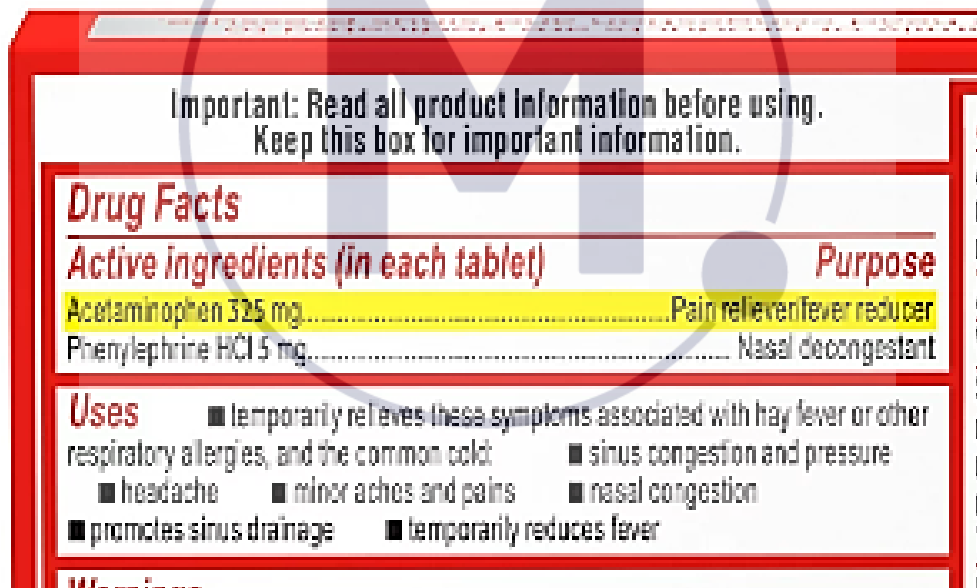 Important: Read all product information before using.
Keep this box for important information.
Drug Facts
Active ingredients (in each tablet) Purpose
Acetaminophen 325 mg..........Pain reliever/fever reducer
Phenylephrine HCl 5 mg.......... Nasal decongestant
Uses ■ temporarily relieves these symptoms associated with hay fever or other
respiratory allergies, and the common cold: ■ sinus congestion and pressure
■ headache ■ minor aches and pains ■ nasal congestion
■ promotes sinus drainage ■ temporarily reduces fever
Warnings
M